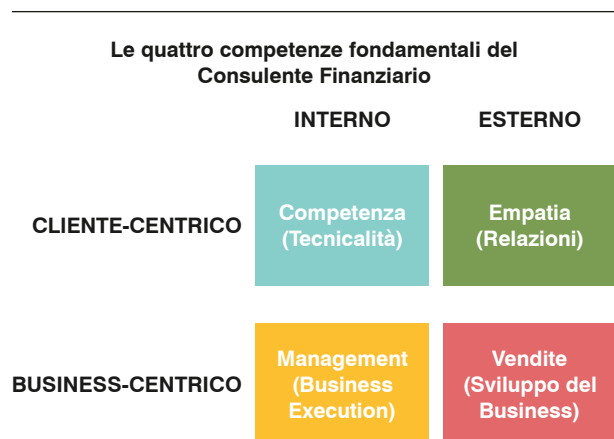 Le quattro competenze fondamentali del
Consulente Finanziario
INTERNO ESTERNO
CLIENTE-CENTRICO
Competenza
(Tecnicalità)
Empatia
(Relazioni)
BUSINESS-CENTRICO
Management
(Business
Execution)
Vendite
(Sviluppo del
Business)